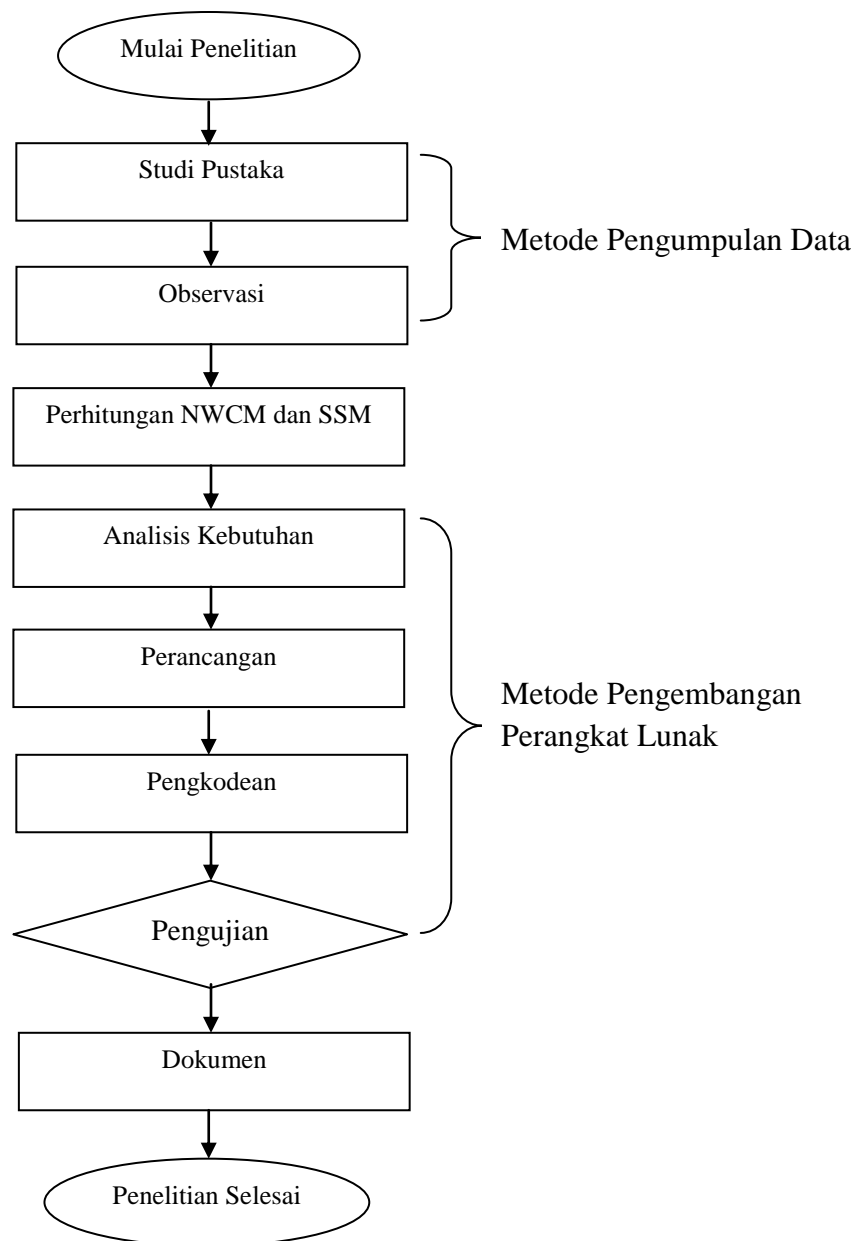 Mulai Penelitian
Studi Pustaka
Metode Pengumpulan Data
Observasi
Perhitungan NWCM dan SSM
Analisis Kebutuhan
Perancangan
Metode Pengembangan
Perangkat Lunak
Pengkodean
Pengujian
Dokumen
Penelitian Selesai